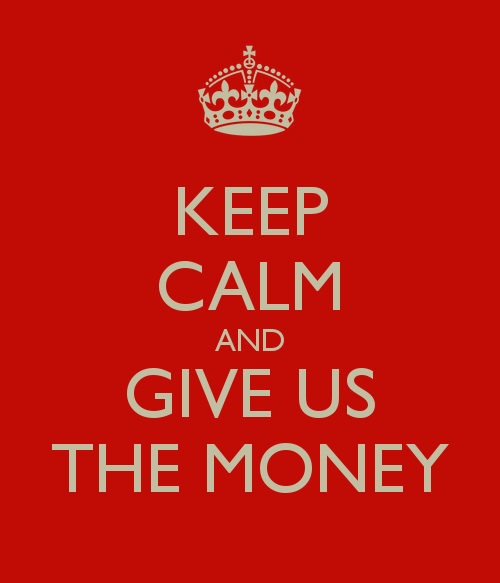 KEEP
CALM
AND
GIVE US
THE MONEY